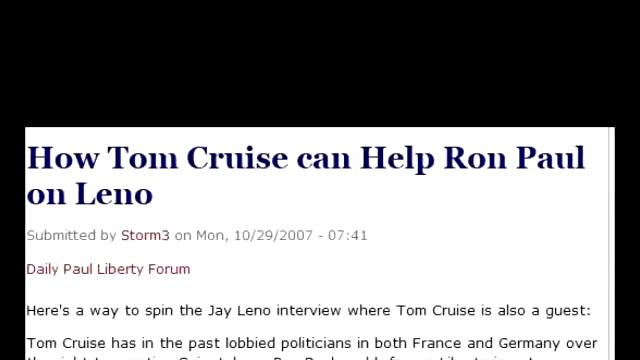 How Tom Cruise can Help Ron Paul
on Leno
Submitted by Storm3 on Mon, 10/29/2007 - 07:41
Daily Paul Liberty Forum
Here's a way to spin the Jay Leno interview where Tom Cruise is also a guest:
Tom Cruise has in the past lobbied politicians in both France and Germany over